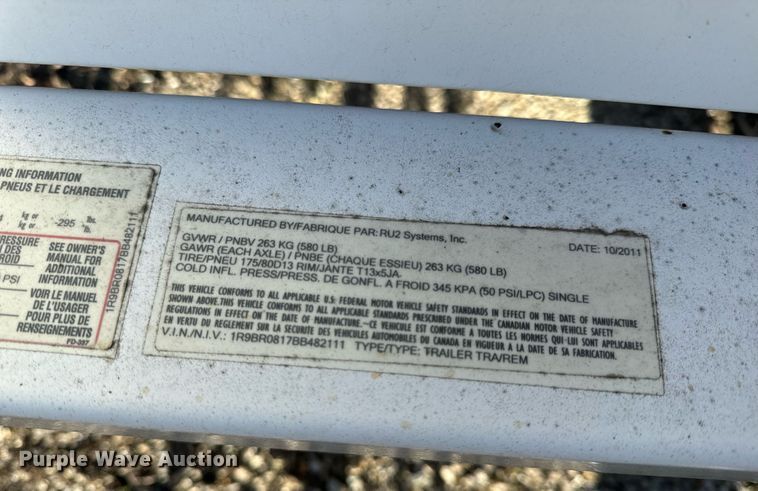 NG INFORMATION
PNEUS ET LE CHARGEMENT
kg or kg or -295 lbs. lb.
PRESSURE
DES
ROID
PSI
SEE OWNER'S
MANUAL FOR
ADDITIONAL
INFORMATION
VOIR LE MANUEL
DE L'USAGER
POUR PLUS DE
RENSEIGNEMENTS
FD-337
1R9BR0817BB482111
MANUFACTURED BY/FABRIQUE PAR: RU2 Systems, Inc.
DATE: 10/2011
GVWR / PNBV 263 KG (580 LB)
GAWR (EACH AXLE) / PNBE (CHAQUE ESSIEU) 263 KG (580 LB)
TIRE/PNEU 175/80D13 RIM/JANTE T13x5JA.
COLD INFL. PRESS/PRESS. DE GONFL. A FROID 345 KPA (50 PSI/LPC) SINGLE
THIS VEHICLE CONFORMS TO ALL APPLICABLE U.S. FEDERAL MOTOR VEHICLE SAFETY STANDARDS IN EFFECT ON THE DATE OF MANUFACTURE
SHOWN ABOVE.THIS VEHICLE CONFORMS TO ALL APPLICABLE STANDARDS PRESCRIBED UNDER THE CANADIAN MOTOR VEHICLE SAFETY
REGULATIONS IN EFFECT ON THE DATE OF MANUFACTURE.—CE VEHICULE EST CONFORME À TOUTES LES NORMES QUI-LUI SONT APPLICABLES
EN VERTU DU REGLEMENT SUR LA SECURITE DES VEHICULES AUTOMOBILES DU CANADA EN VIGUEUR A LA DATE DE SA FABRICATION.
V.I.N./N.I.V.: 1R9BR0817BB482111 TYPE/TYPE: TRAILER TRA/REM
Purple Wave Auction